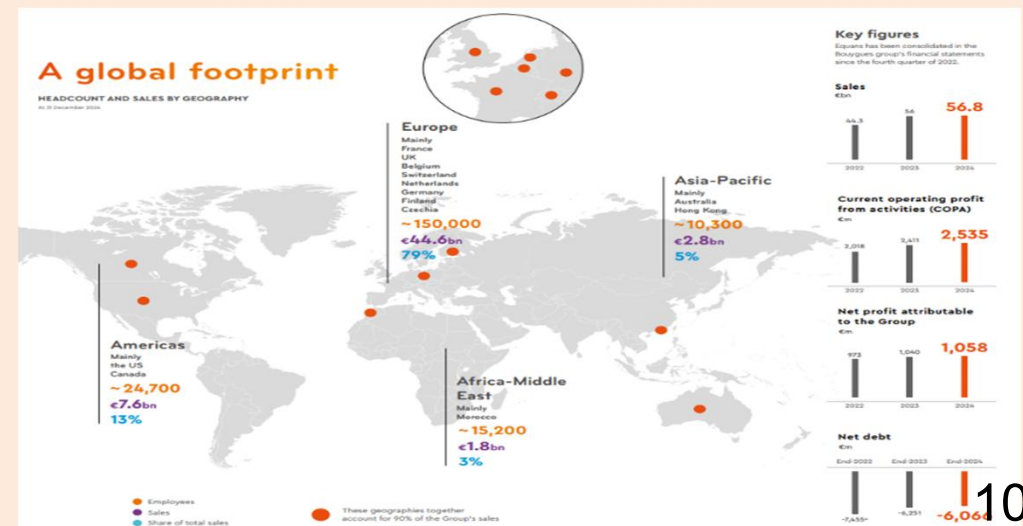 A global footprint
HEADCOUNT AND SALES BY GEOGRAPHY
At 31 December 2024
Europe
Mainly
France
UK
Belgium
Switzerland
Netherlands
Germany
Finland
Czechia
~150,000
€44.6bn
79%
Asia-Pacific
Mainly
Australia
Hong Kong
~10,300
€2.8bn
5%
Americas
Mainly
the US
Canada
~24,700
€7.6bn
13%
Africa-Middle
East
Mainly
Morocco
~15,200
€1.8bn
3%
Employees
Sales
Share of total sales
These geographies together
account for 90% of the Group's sales
Key figures
Equans has been consolidated in the
Bouygues group's financial statements
since the fourth quarter of 2022.
Sales
€bn
44.3 56 56.8
2022 2023 2024
Current operating profit
from activities (COPA)
€m
2,018 2,411 2,535
2022 2023 2024
Net profit attributable
to the Group
€m
973 1,040 1,058
2022 2023 2024
Net debt
€m
End-2022 End-2023 End-2024
-6,251
10